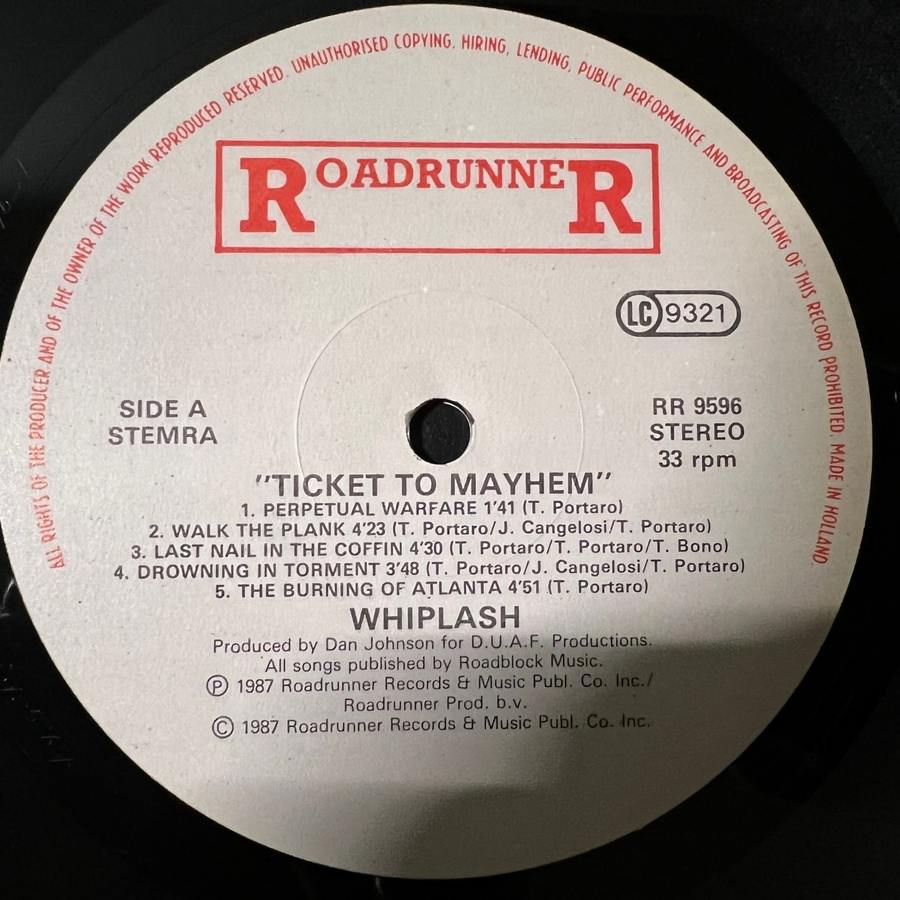 ALL RIGHTS OF THE PRODUCER AND OF THE OWNER OF THE WORK REPRODUCED RESERVED. UNAUTHORISED COPYING, HIRING, LENDING, PUBLIC PERFORMANCE AND BROADCASTING OF THIS RECORD PROHIBITED. MADE IN HOLLAND
ROADRUNNER
LC 9321
SIDE A
STEMRA
RR 9596
STEREO
33 rpm
"TICKET TO MAYHEM"
1. PERPETUAL WARFARE 1'41 (T. Portaro)
2. WALK THE PLANK 4'23 (T. Portaro/J. Cangelosi/T. Portaro)
3. LAST NAIL IN THE COFFIN 4'30 (T. Portaro/T. Portaro/T. Bono)
4. DROWNING IN TORMENT 3'48 (T. Portaro/J. Cangelosi/T. Portaro)
5. THE BURNING OF ATLANTA 4'51 (T. Portaro)
WHIPLASH
Produced by Dan Johnson for D.U.A.F. Productions.
All songs published by Roadblock Music.
Ⓟ 1987 Roadrunner Records & Music Publ. Co. Inc./
Roadrunner Prod. b.v.
© 1987 Roadrunner Records & Music Publ. Co. Inc.